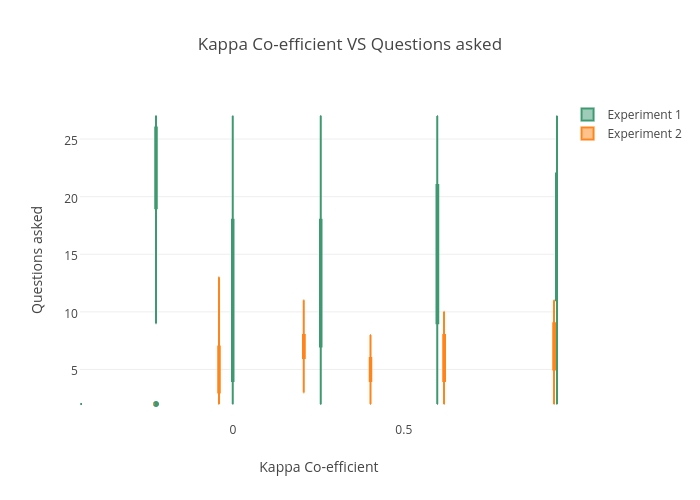 Kappa Co-efficient VS Questions asked
Experiment 1
Experiment 2
25
20
15
10
5
Questions asked
0
0.5
Kappa Co-efficient